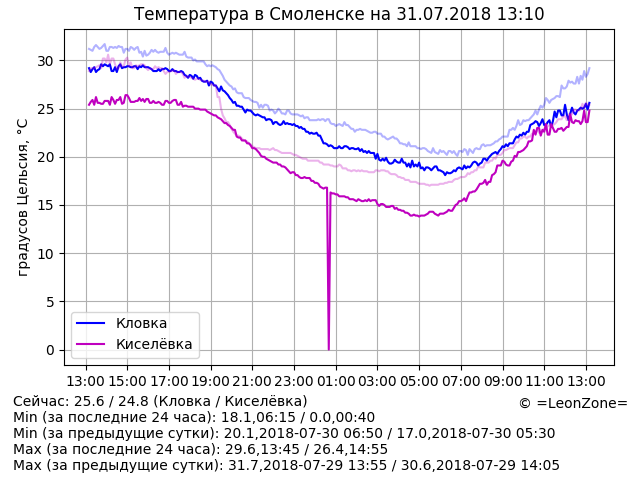 Температура в Смоленске на 31.07.2018 13:10
градусов Цельсия, °C
30
25
20
15
10
5
0
Кловка
Киселёвка
13:00 15:00 17:00 19:00 21:00 23:00 01:00 03:00 05:00 07:00 09:00 11:00 13:00
Сейчас: 25.6 / 24.8 (Кловка / Киселёвка)
© =LeonZone=
Min (за последние 24 часа): 18.1,06:15 / 0.0,00:40
Min (за предыдущие сутки): 20.1,2018-07-30 06:50 / 17.0,2018-07-30 05:30
Max (за последние 24 часа): 29.6,13:45 / 26.4,14:55
Max (за предыдущие сутки): 31.7,2018-07-29 13:55 / 30.6,2018-07-29 14:05